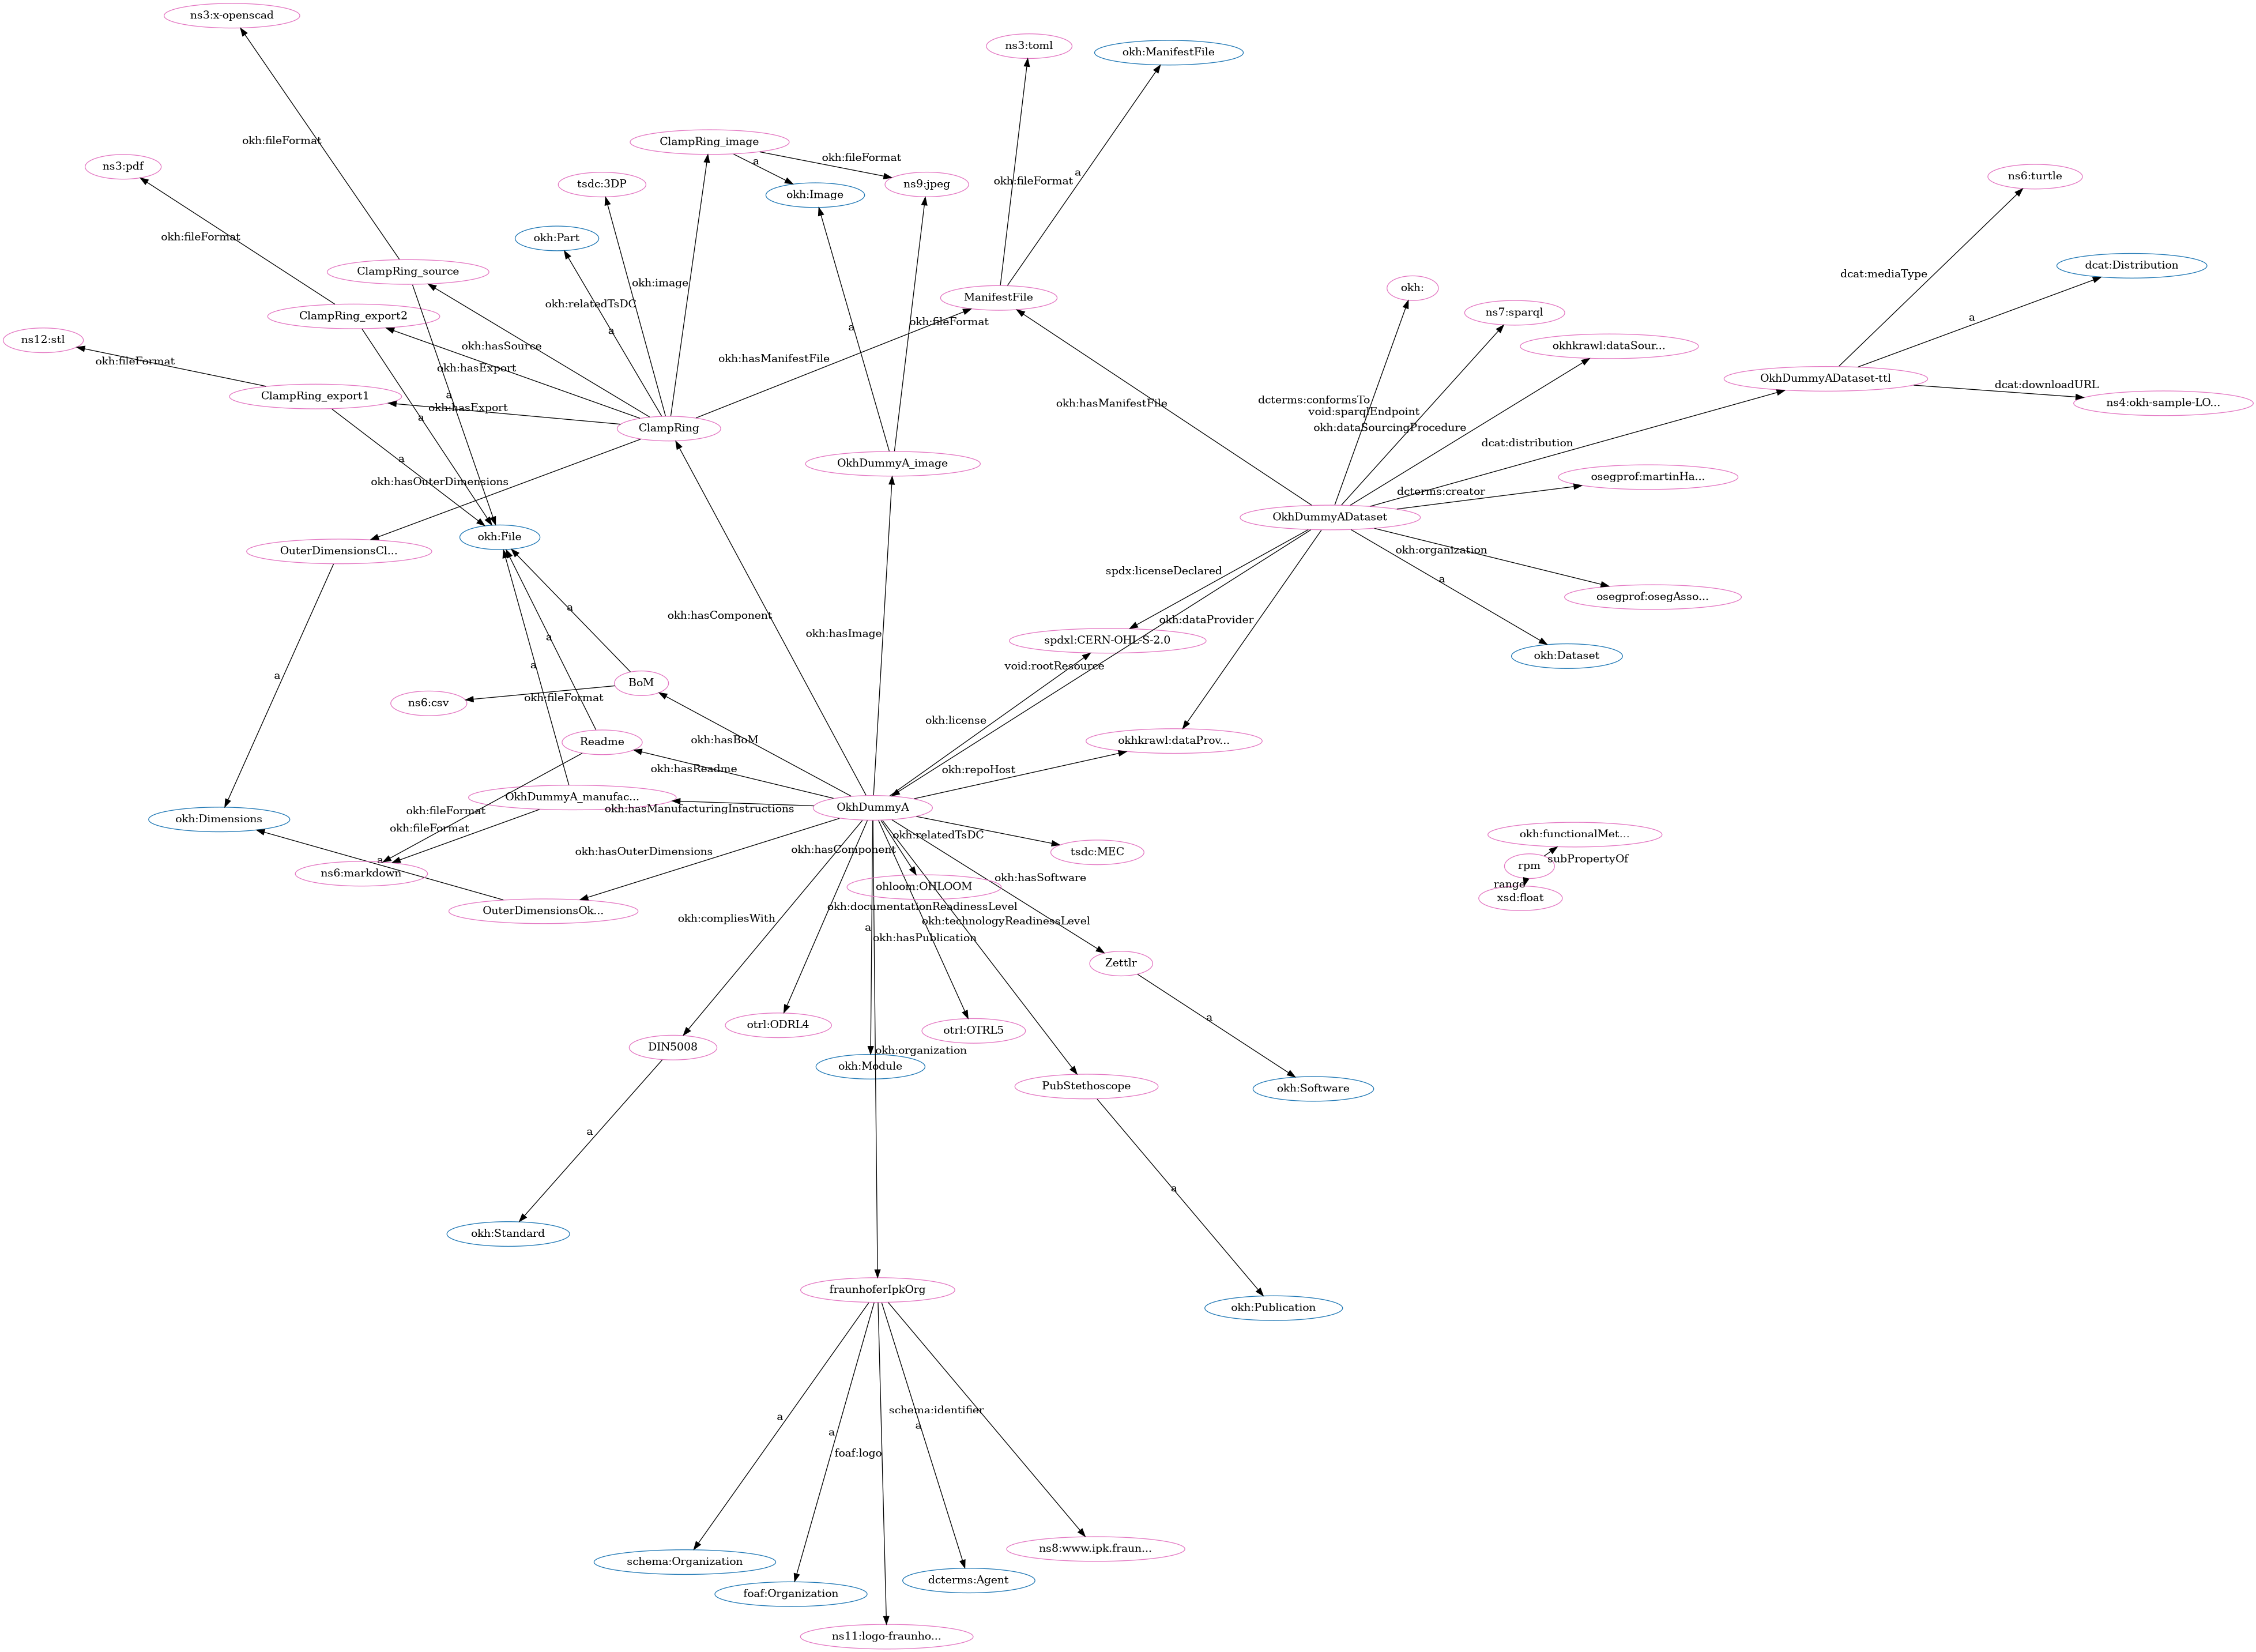 ns3:x-openscad
ns3:toml
okh:ManifestFile
okh:fileFormat
ClampRing_image
a
okh:fileFormat
ns3:pdf
tsdc:3DP
okh:Image
ns9:jpeg
okh:fileFormat
a
ns6:turtle
okh:fileFormat
okh:Part
ClampRing_source
okh:image
ManifestFile
okh:
dcat:mediaType
dcat:Distribution
okh:relatedTsDC
a
ClampRing_export2
okh:fileFormat
a
ns7:sparql
a
ns12:stl
okh:hasSource
okhkrawl:dataSour...
okh:fileFormat
okh:hasManifestFile
okh:hasExport
OkhDummyADataset-ttl
dcat:downloadURL
ClampRing_export1
a
okh:hasExport
okh:hasManifestFile
dcterms:conformsTo
void:sparqlEndpoint
ns4:okh-sample-LO...
a
ClampRing
okh:dataSourcingProcedure
dcat:distribution
a
OkhDummyA_image
osegprof:martinHa...
okh:hasOuterDimensions
dcterms:creator
OkhDummyADataset
okh:File
OuterDimensionsCl...
okh:organization
spdx:licenseDeclared
a
osegprof:osegAsso...
a
okh:hasComponent
okh:dataProvider
a
okh:hasImage
spdxl:CERN-OHL-S-2.0
okh:Dataset
a
void:rootResource
a
BoM
ns6:csv
okh:fileFormat
okh:license
Readme
okh:hasBoM
okhkrawl:dataProv...
okh:hasReadme
okh:repoHost
OkhDummyA_manufac...
okh:fileFormat
okh:hasManufacturingInstructions
OkhDummyA
okh:Dimensions
okh:fileFormat
okh:relatedTsDC
okh:functionalMet...
okh:hasOuterDimensions
okh:hasComponent
tsdc:MEC
a
subPropertyOf
rpm
ns6:markdown
okh:hasSoftware
range
ohloom:OHLOOM
xsd:float
OuterDimensionsOk...
okh:documentationReadinessLevel
okh:compliesWith
okh:technologyReadinessLevel
a
okh:hasPublication
Zettlr
otrl:ODRL4
otrl:OTRL5
a
DIN5008
okh:organization
okh:Module
PubStethoscope
okh:Software
a
a
okh:Standard
fraunhoferIpkOrg
okh:Publication
schema:identifier
a
a
a
foaf:logo
ns8:www.ipk.fraun...
schema:Organization
dcterms:Agent
foaf:Organization
ns11:logo-fraunho...